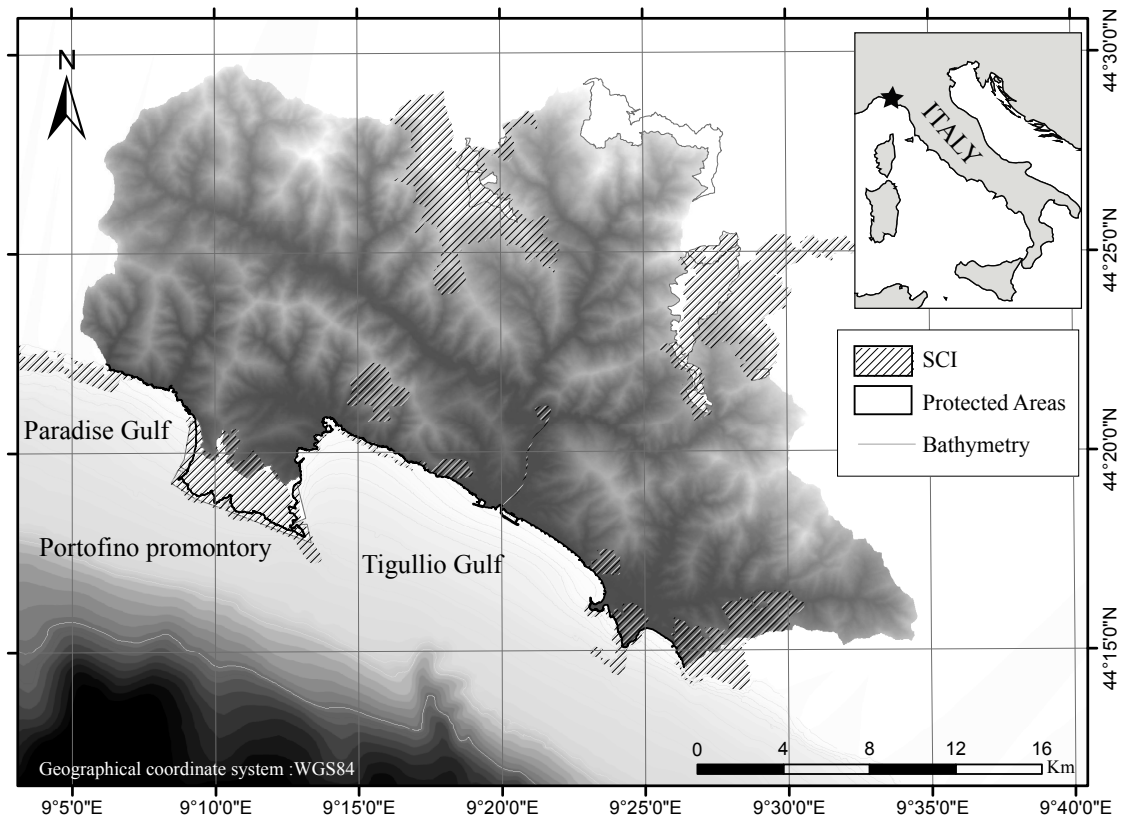 N
ITALY
SCI
Protected Areas
Bathymetry
Paradise Gulf
Portofino promontory
Tigullio Gulf
0 4 8 12 16
Km
Geographical coordinate system :WGS84
44°30'0"N
44°25'0"N
44°20'0"N
44°15'0"N
9°5'0"E 9°10'0"E 9°15'0"E 9°20'0"E 9°25'0"E 9°30'0"E 9°35'0"E 9°40'0"E